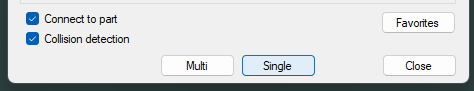 Connect to part
Favorites
Collision detection
Multi
Single
Close